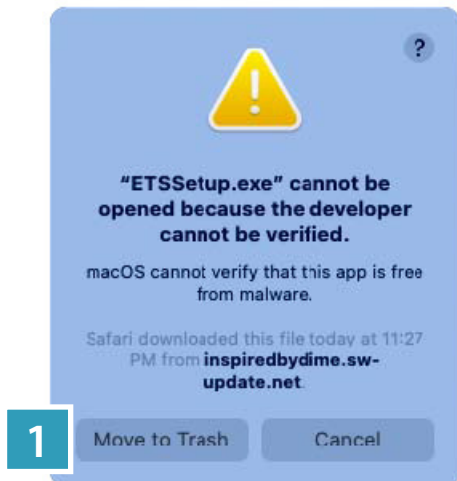 ?
"ETSSetup.exe" cannot be
opened because the developer
cannot be verified.
macOS cannot verify that this app is free
from malware.
Safari downloaded this file today at 11:27
PM from inspiredbydime.sw-
update.net
1 Move to Trash Cancel